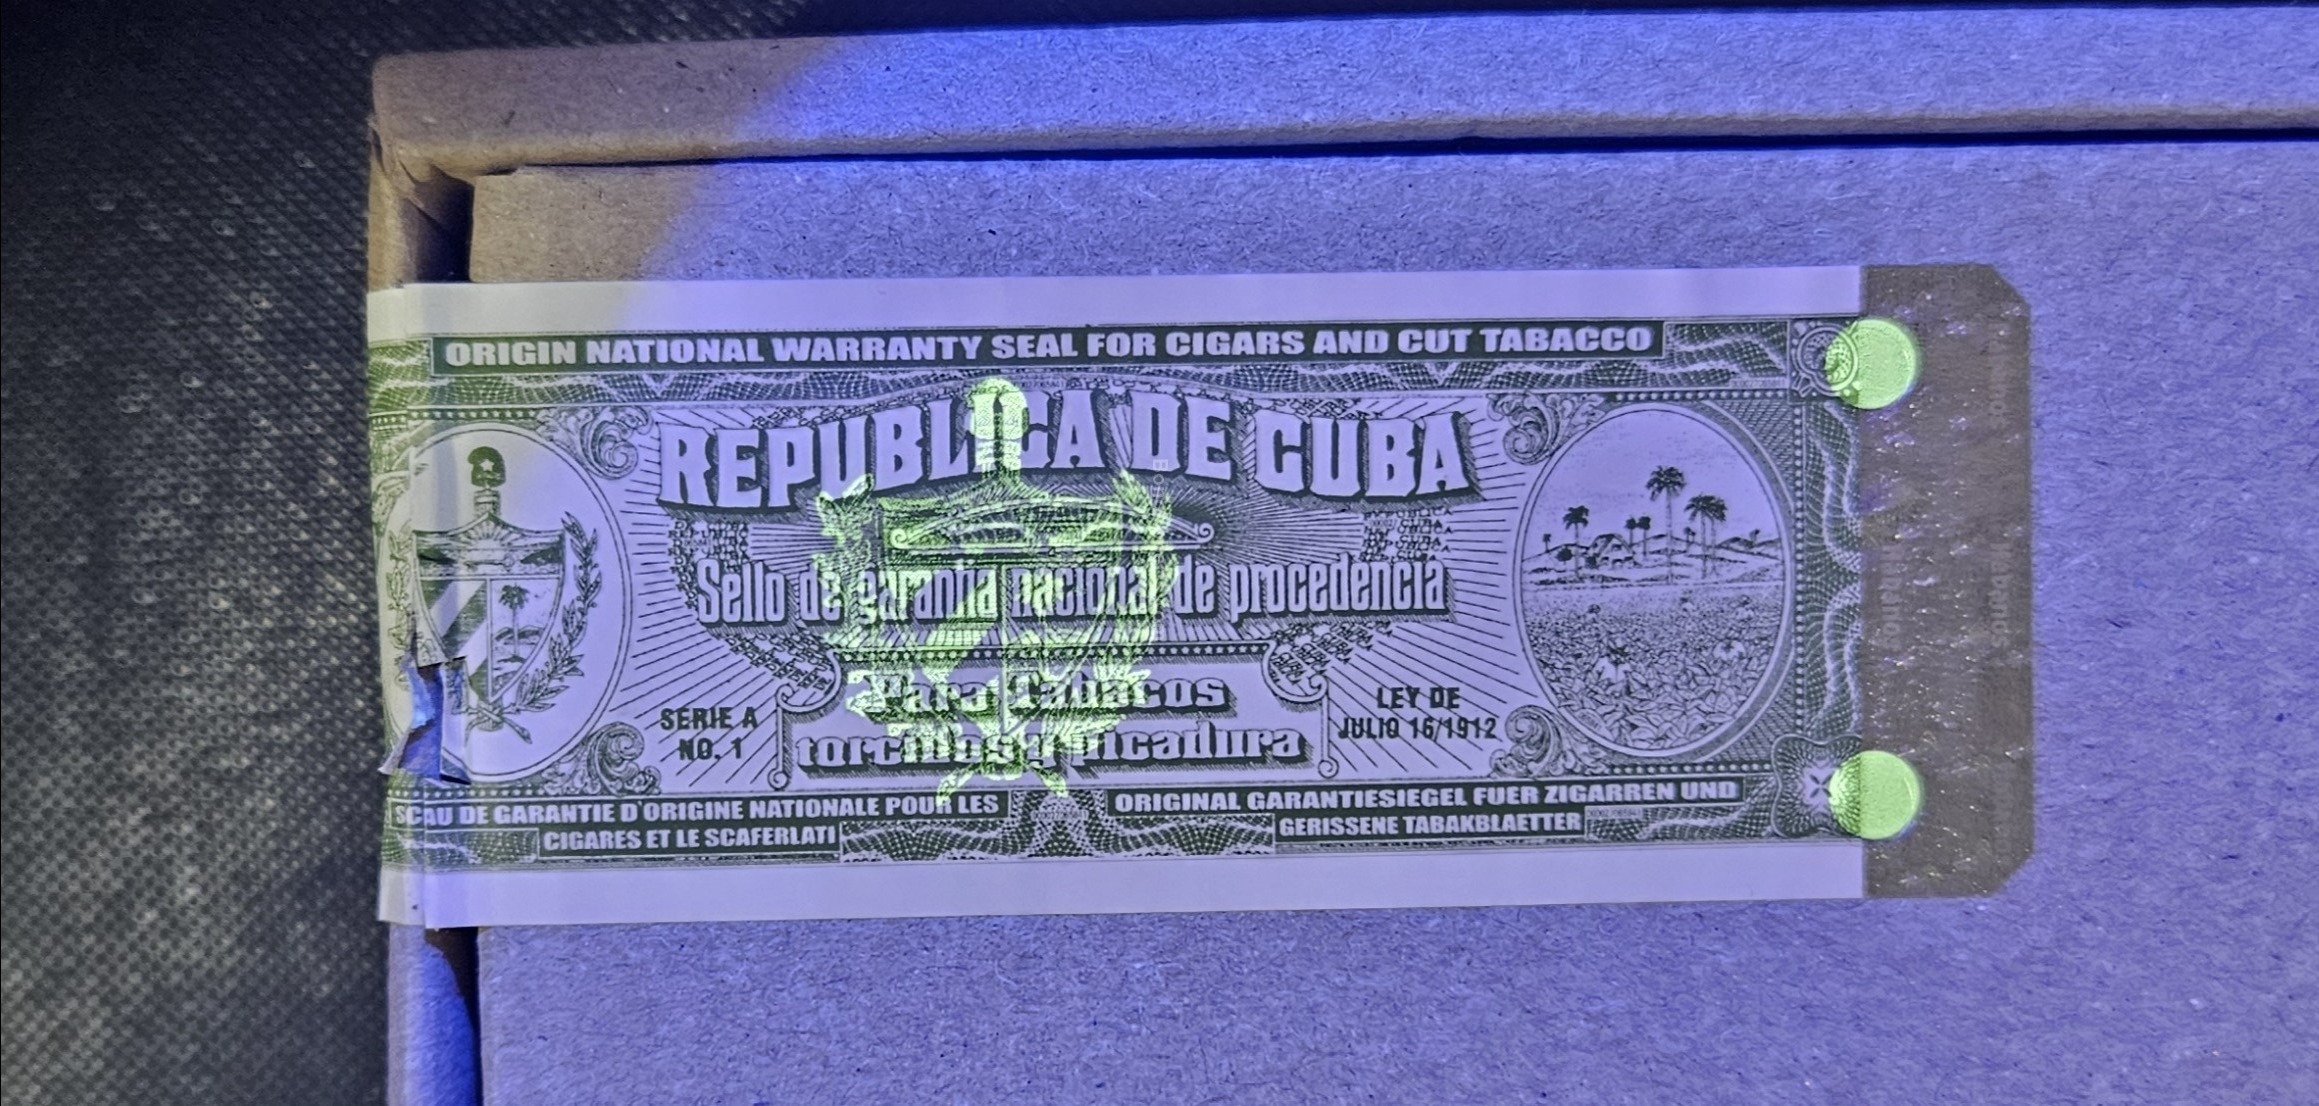 ORIGIN NATIONAL WARRANTY SEAL FOR CIGARS AND CUT TABACCO
REPUBLICA DE CUBA
Sello de garantia nacional de procedencia
Para Tabacos
torcidos y picadura
SERIE A
NO. 1
LEY DE
JULIO 16/1912
SCAU DE GARANTIE D'ORIGINE NATIONALE POUR LES
CIGARES ET LE SCAFERLATI
ORIGINAL GARANTIESIEGEL FUER ZIGARREN UND
GERISSENE TABAKBLAETTER